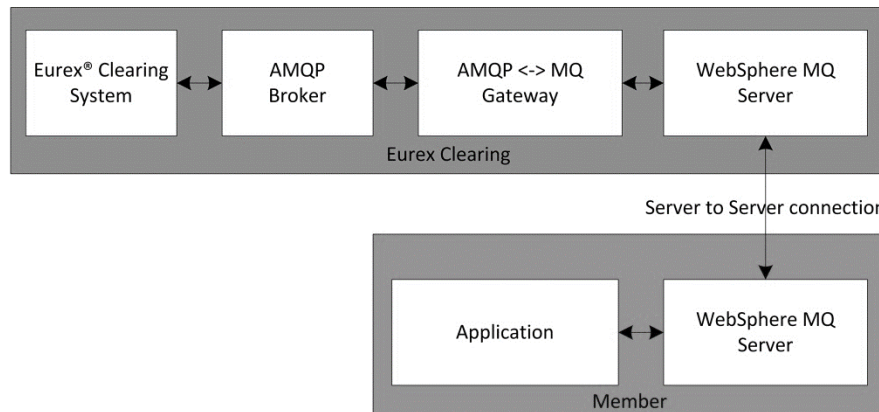 Eurex® Clearing
System
AMQP
Broker
AMQP <-> MQ
Gateway
WebSphere MQ
Server
Eurex Clearing
Server to Server connection
Application
WebSphere MQ
Server
Member